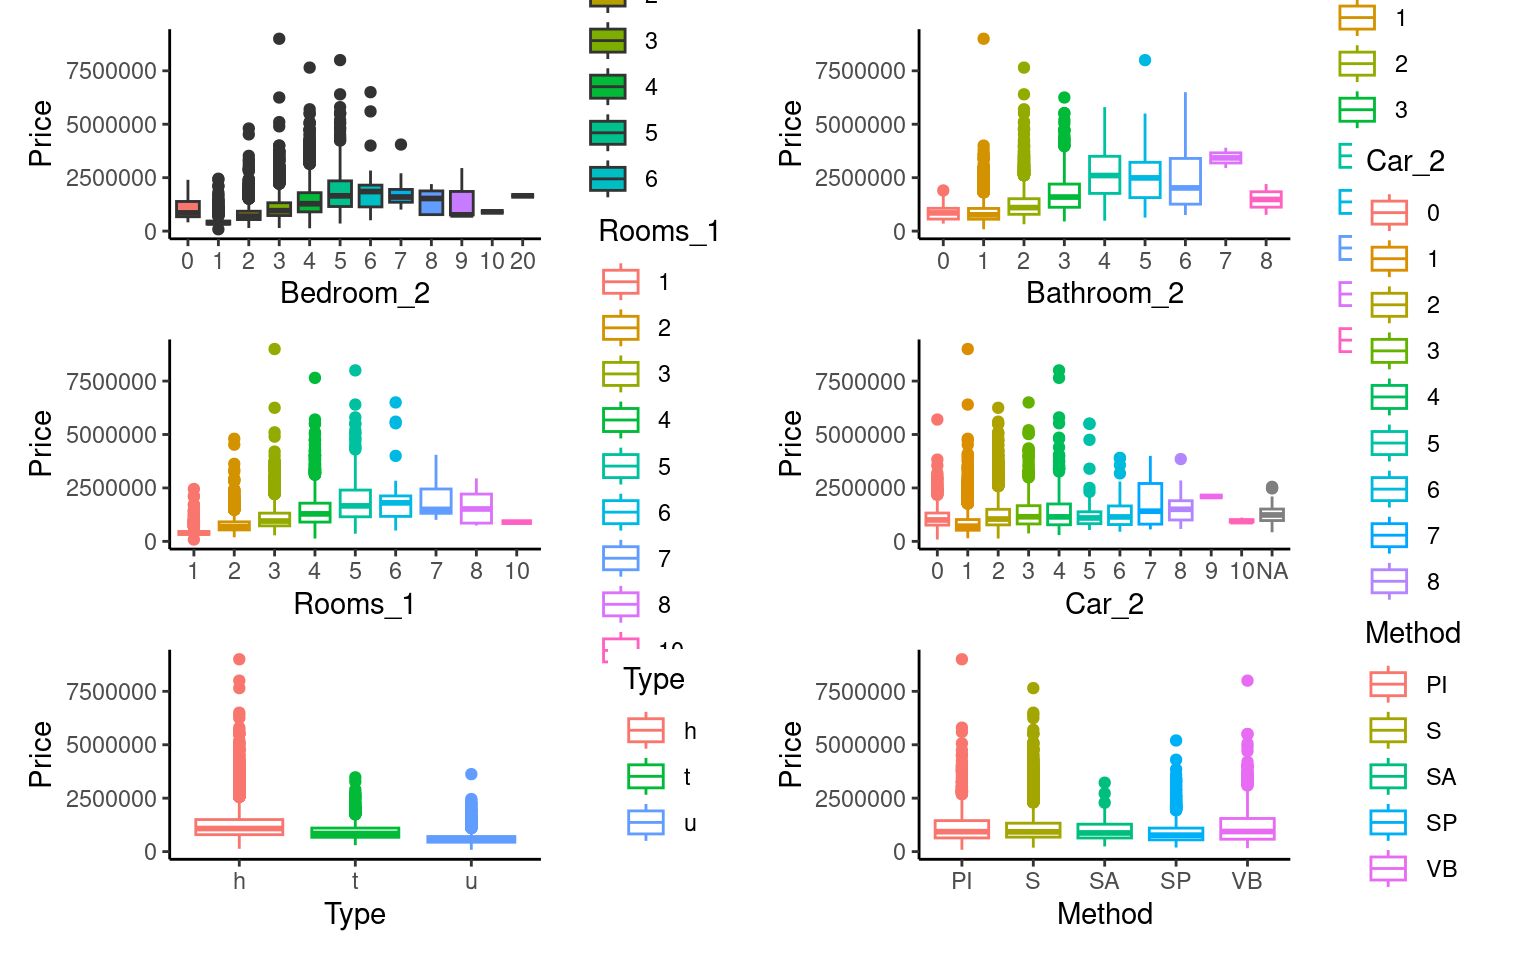 Price
7500000
5000000
2500000
0
0 1 2 3 4 5 6 7 8 9 10 20
Bedroom_2
3
4
5
6
Price
7500000
5000000
2500000
0
0 1 2 3 4 5 6 7 8
Bathroom_2
1
2
3
Rooms_1
1
2
3
4
5
6
7
8
10
Price
7500000
5000000
2500000
0
1 2 3 4 5 6 7 8 10
Rooms_1
Car_2
0
1
2
3
4
5
6
7
8
Price
7500000
5000000
2500000
0
0 1 2 3 4 5 6 7 8 9 10 NA
Car_2
Price
7500000
5000000
2500000
0
h t u
Type
Type
h
t
u
Price
7500000
5000000
2500000
0
PI S SA SP VB
Method
Method
PI
S
SA
SP
VB